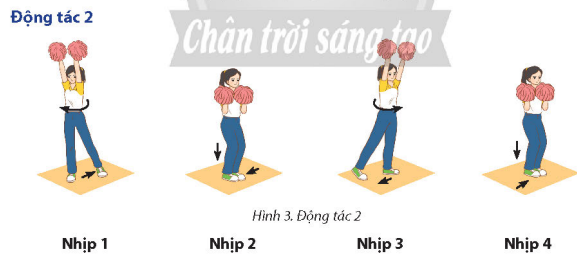 Động tác 2
Chân trời sáng tạo
Hình 3. Động tác 2
Nhịp 1 Nhịp 2 Nhịp 3 Nhịp 4